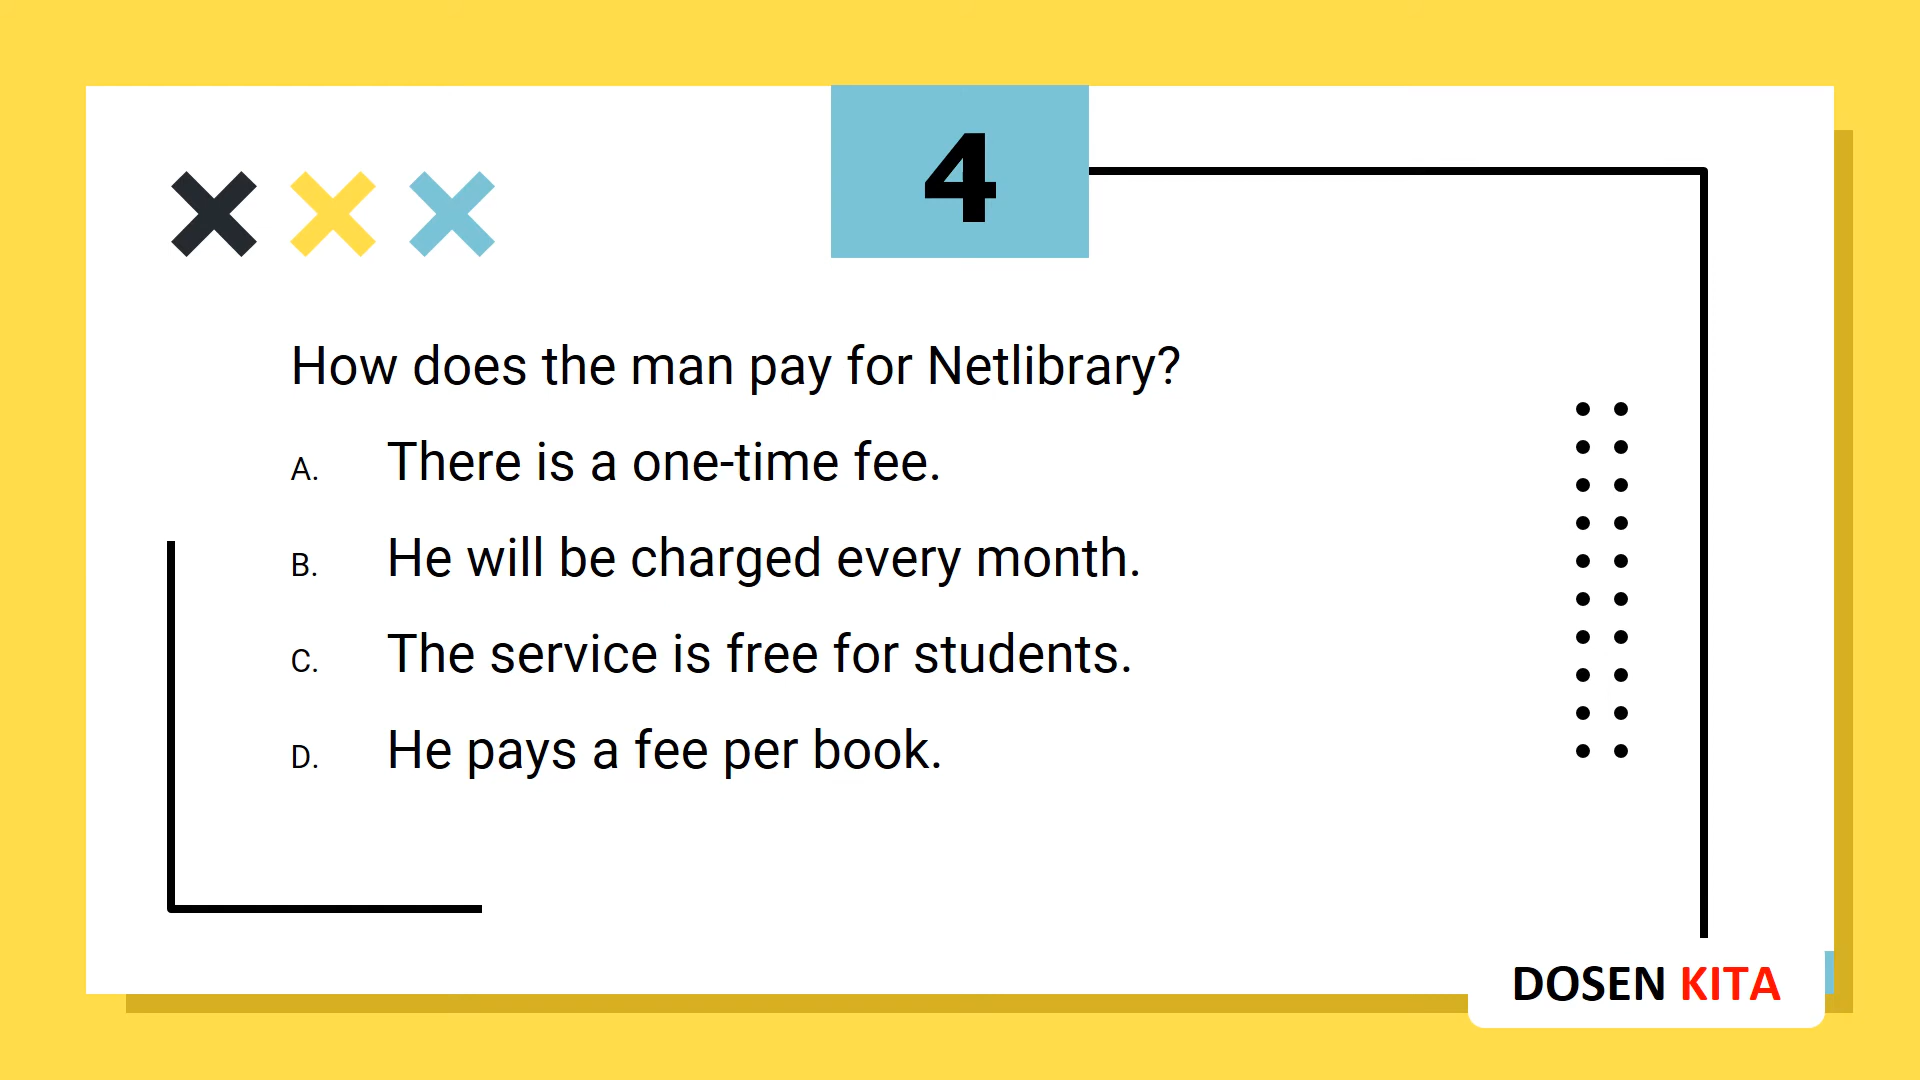 4
How does the man pay for Netlibrary?
A. There is a one-time fee.
B. He will be charged every month.
C. The service is free for students.
D. He pays a fee per book.
DOSEN KITA